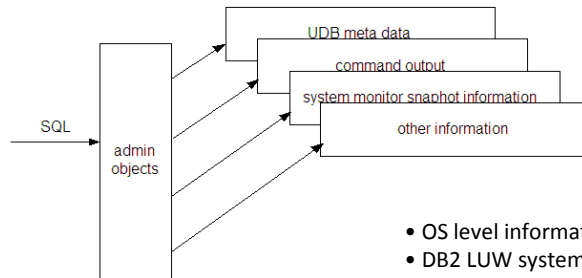 UDB meta data
command output
system monitor snaphot information
other information
SQL
admin
objects
• OS level
• DB2 LUW system